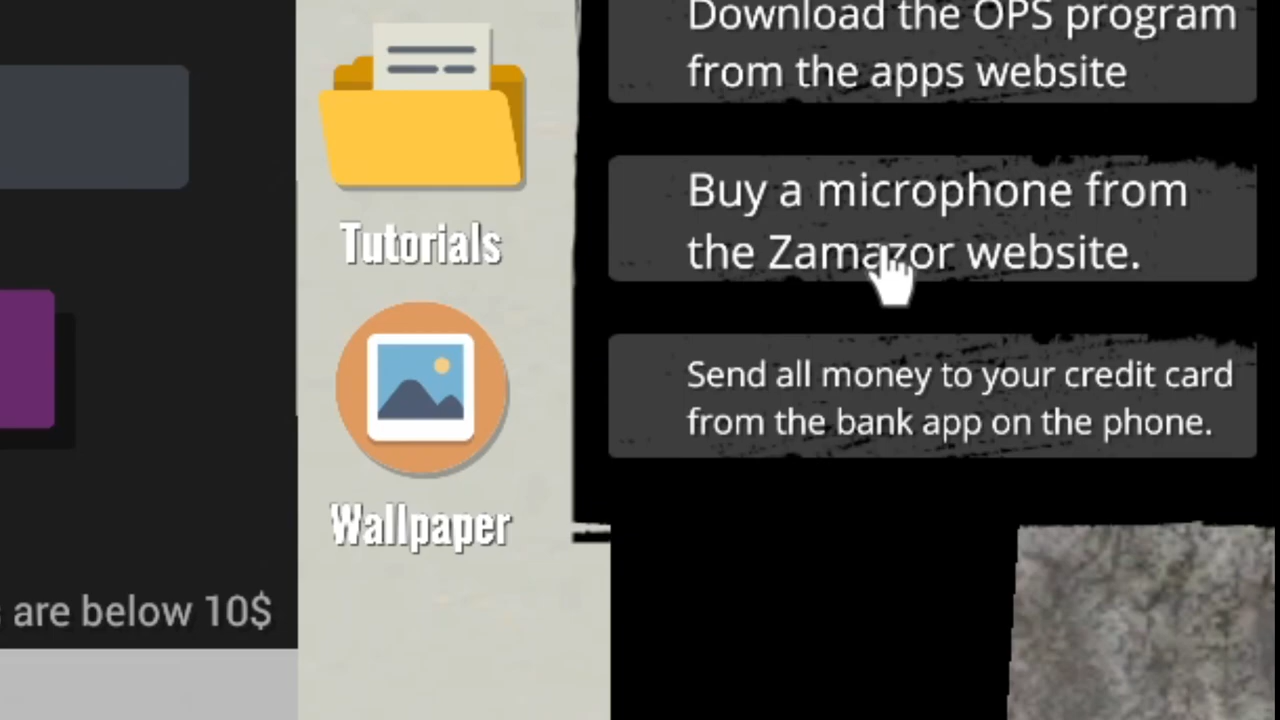 Download the OPS program
from the apps website
Buy a microphone from
the Zamazor website.
Send all money to your credit card
from the bank app on the phone.
Tutorials
Wallpaper
are below 10$